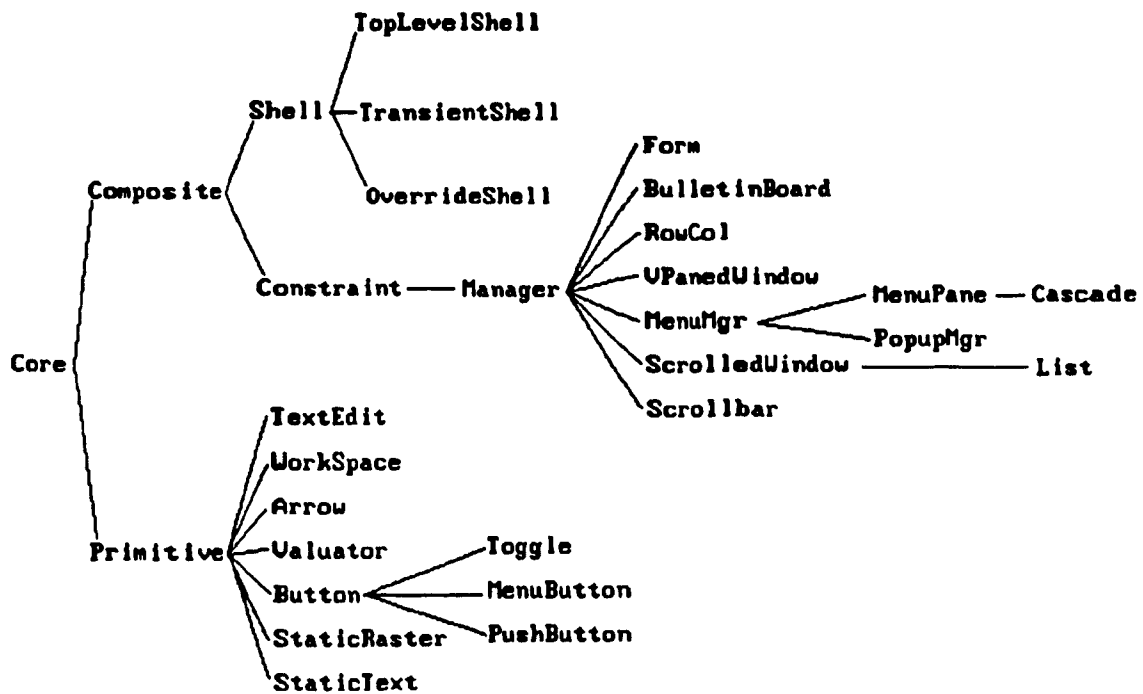 TopLevelShell
Shell
TransientShell
Form
Composite
OverrideShell
BulletinBoard
RowCol
Constraint
Manager
VPanedWindow
MenuMgr
MenuPane
Cascade
PopupMgr
Core
ScrolledWindow
List
Scrollbar
TextEdit
WorkSpace
Arrow
Primitive
Valuator
Toggle
Button
MenuButton
StaticRaster
PushButton
StaticText